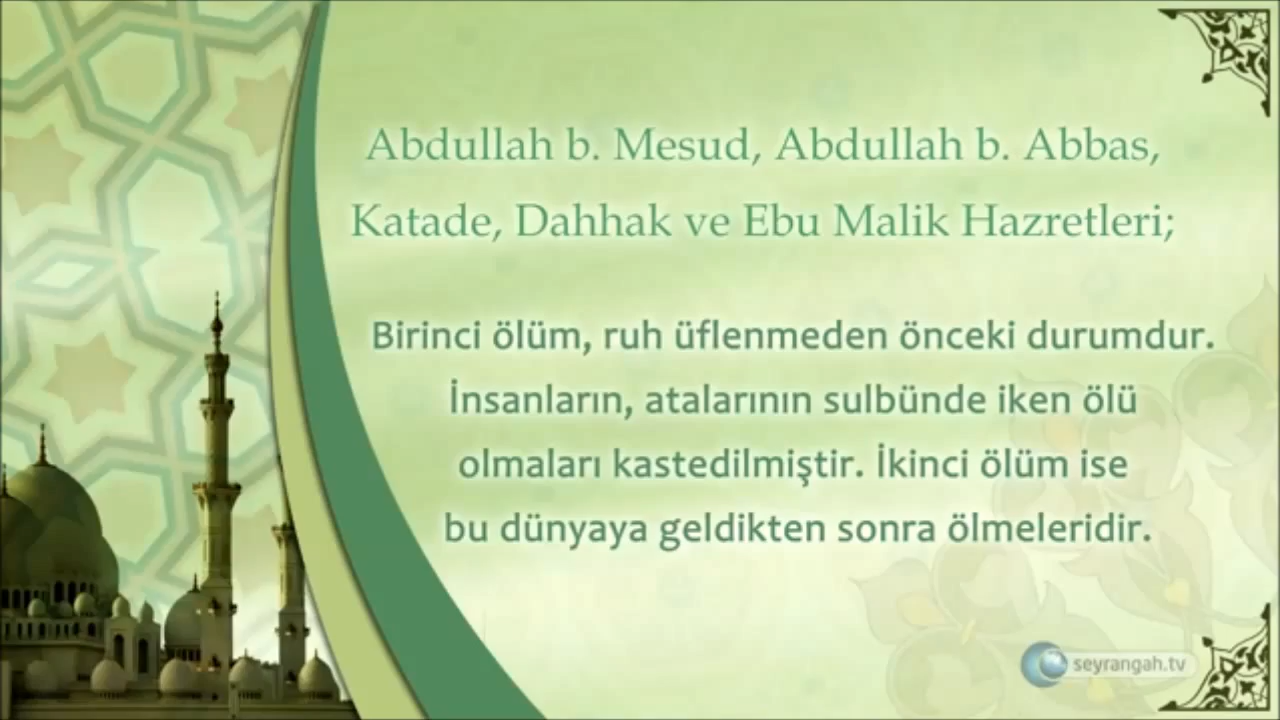 Abdullah b. Mesud, Abdullah b. Abbas,
Katade, Dahhak ve Ebu Malik Hazretleri;
Birinci ölüm, ruh üflenmeden önceki durumdur.
İnsanların, atalarının sulbünde iken ölü
olmaları kastedilmiştir. İkinci ölüm ise
bu dünyaya geldikten sonra ölmeleridir.
seyrangah.tv